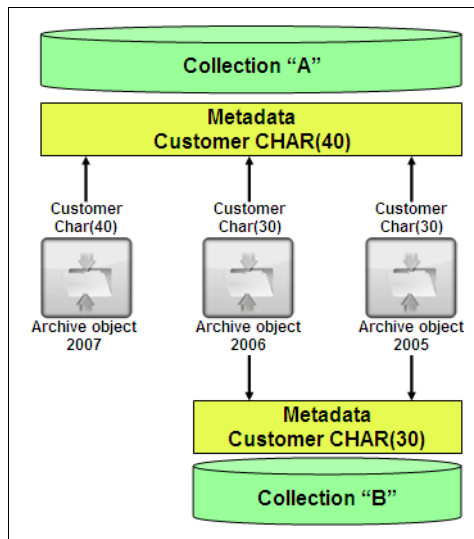 Collection “A”
Metadata
Customer CHAR(40)
Customer
Char(40)
Customer
Char(30)
Customer
Char(30)
Archive object
2007
Archive object
2006
Archive object
2005
Metadata
Customer CHAR(30)
Collection “B”